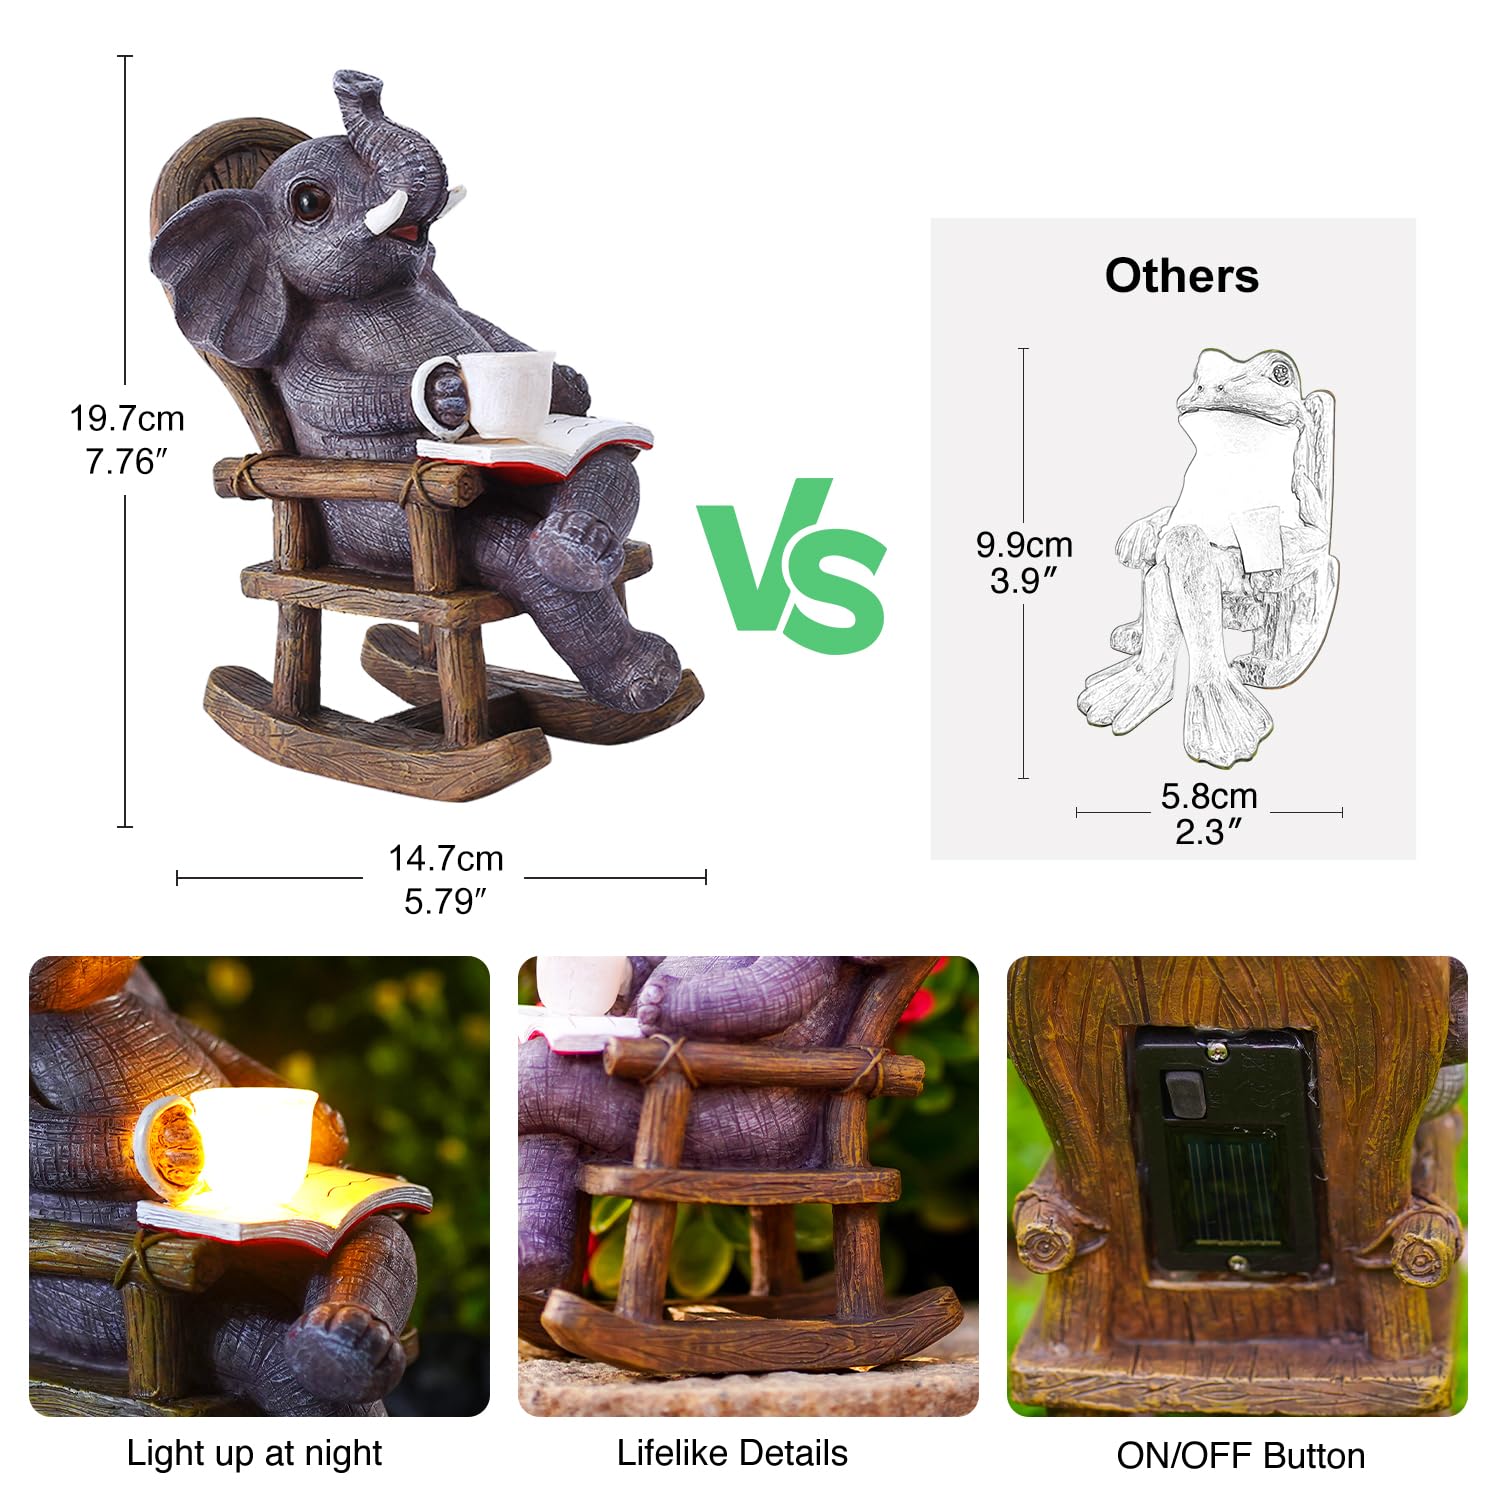 19.7cm
7.76″
14.7cm
5.79″
VS
Others
9.9cm
3.9″
5.8cm
2.3″
Light up at night
Lifelike Details
ON/OFF Button